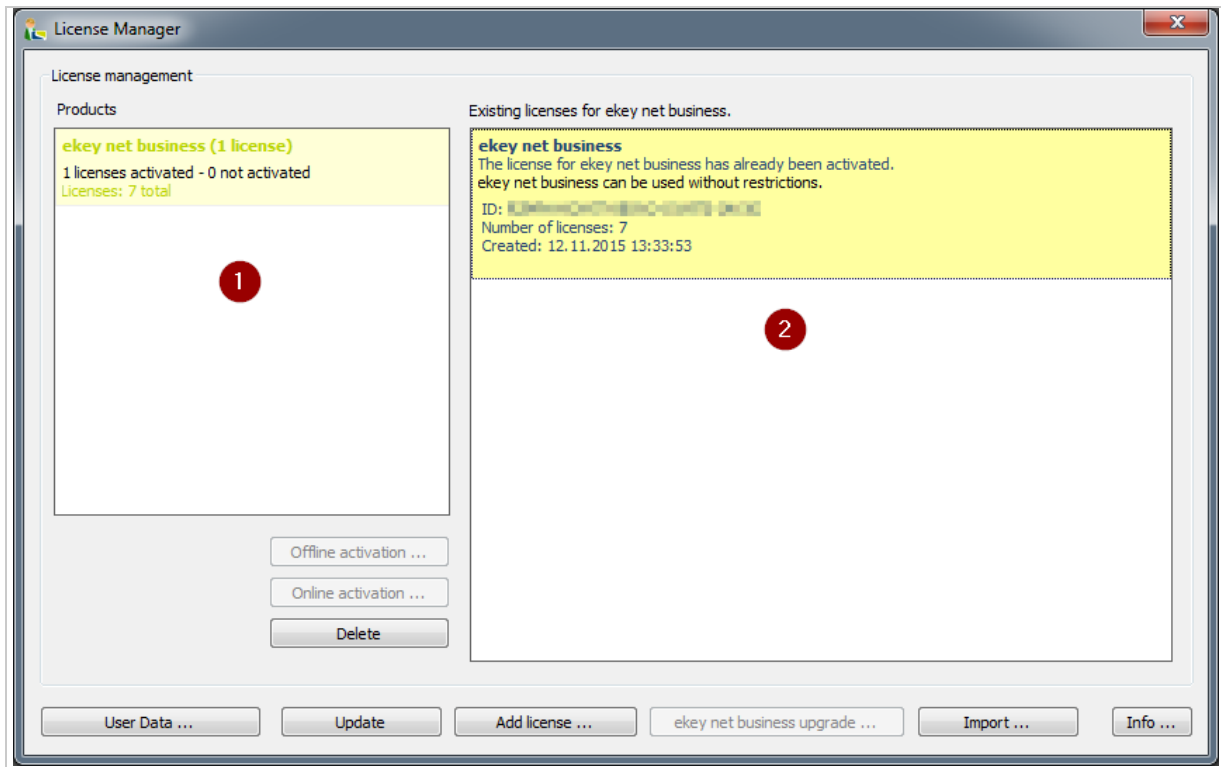 License Manager
License management
Products
Existing licenses for ekey net business.
ekey net business (1 license)
1 licenses activated - 0 not activated
Licenses: 7 total
1
ekey net business
The license for ekey net business has already been activated.
ekey net business can be used without restrictions.
ID:
Number of licenses: 7
Created: 12.11.2015 13:33:53
2
Offline activation ...
Online activation ...
Delete
User Data ...
Update
Add license ...
ekey net business upgrade ...
Import ...
Info ...